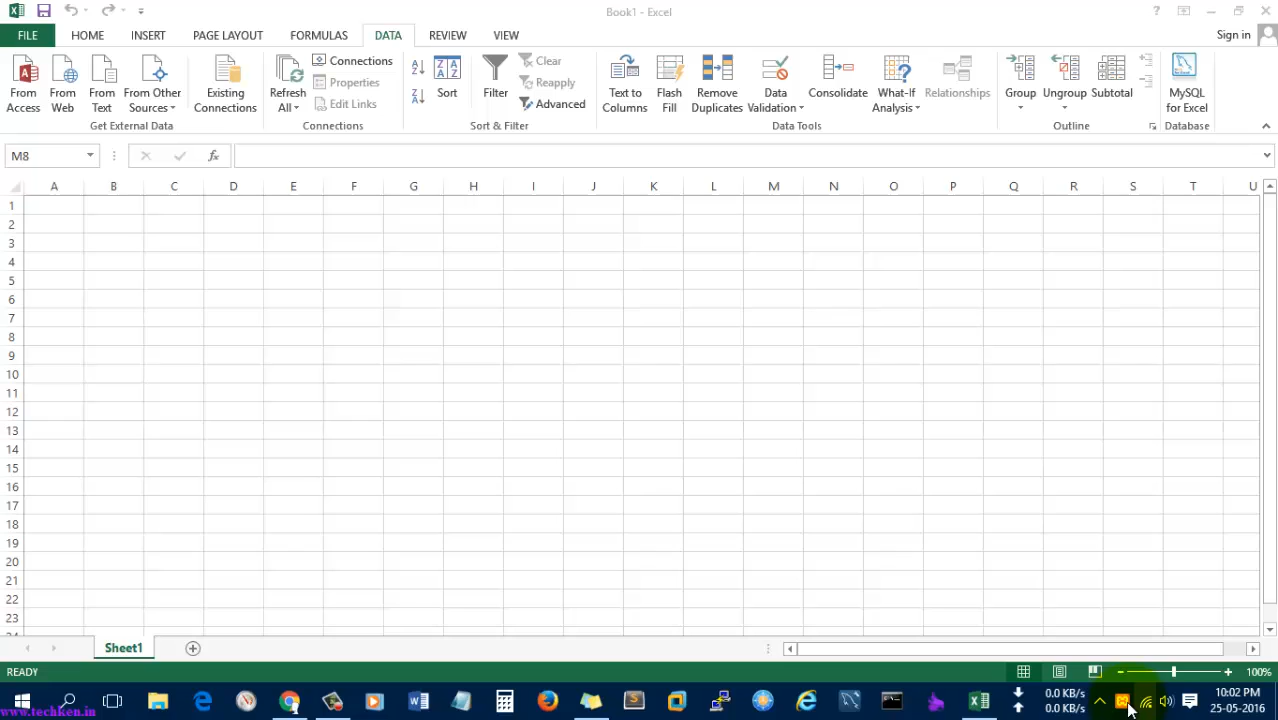 Book1 - Excel
?
FILE HOME INSERT PAGE LAYOUT FORMULAS DATA REVIEW VIEW Sign in
From Access
From Web
From Text
From Other Sources
Existing Connections
Refresh All
Connections
Properties
Edit Links
Sort
Filter
Clear
Reapply
Advanced
Text to Columns
Flash Fill
Remove Duplicates
Data Validation
Consolidate
What-If Analysis
Relationships
Group
Ungroup
Subtotal
MySQL for Excel
Get External Data Connections Sort & Filter Data Tools Outline Database
M8 fx
A B C D E F G H I J K L M N O P Q R S T U
1
2
3
4
5
6
7
8
9
10
11
12
13
14
15
16
17
18
19
20
21
22
23
24
Sheet1
READY 100%
0.0 KB/s 10:02 PM
0.0 KB/s 25-05-2016
www.techken.in